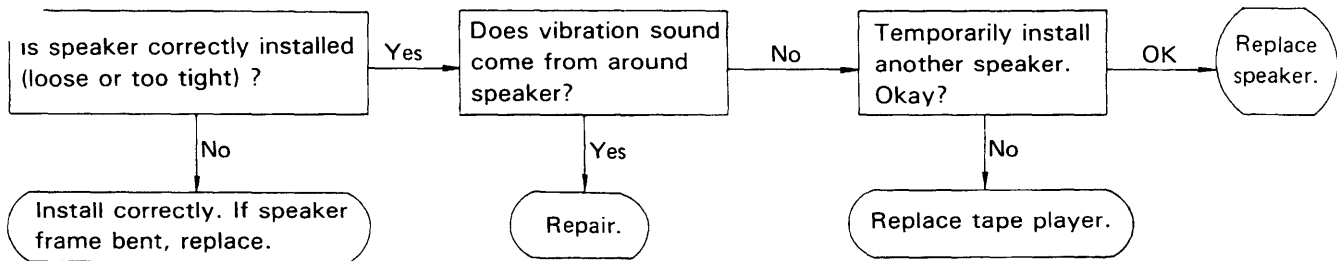 Is speaker correctly installed
(loose or too tight) ?
Yes
Does vibration sound
come from around
speaker?
No
Temporarily install
another speaker.
Okay?
OK
Replace
speaker.
No
Install correctly. If speaker
frame bent, replace.
Yes
Repair.
No
Replace tape player.